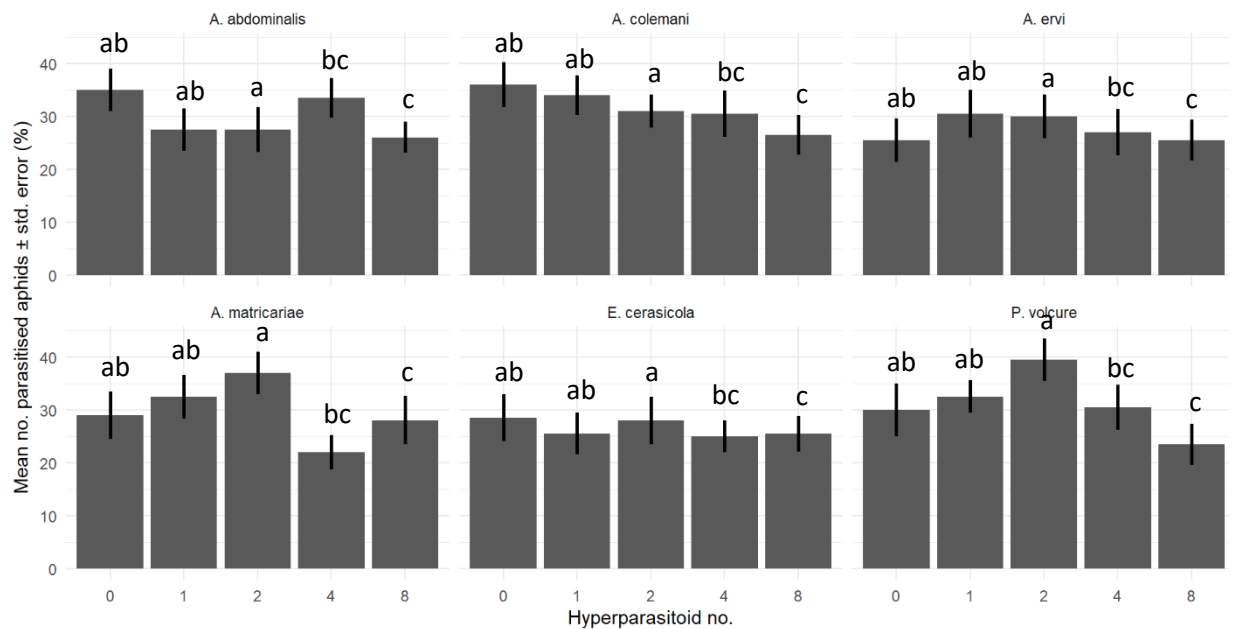 A. abdominalis
A. colemani
A. ervi
ab
ab
a
bc
c
ab
ab
a
bc
c
ab
ab
a
bc
c
40
30
20
10
0
A. matricariae
E. cerasicola
P. volcure
ab
ab
a
bc
c
ab
ab
a
bc
c
ab
ab
a
bc
c
40
30
20
10
0
0 1 2 4 8
0 1 2 4 8
0 1 2 4 8
Hyperparasitoid no.
Mean no. parasitised aphids ± std. error (%)